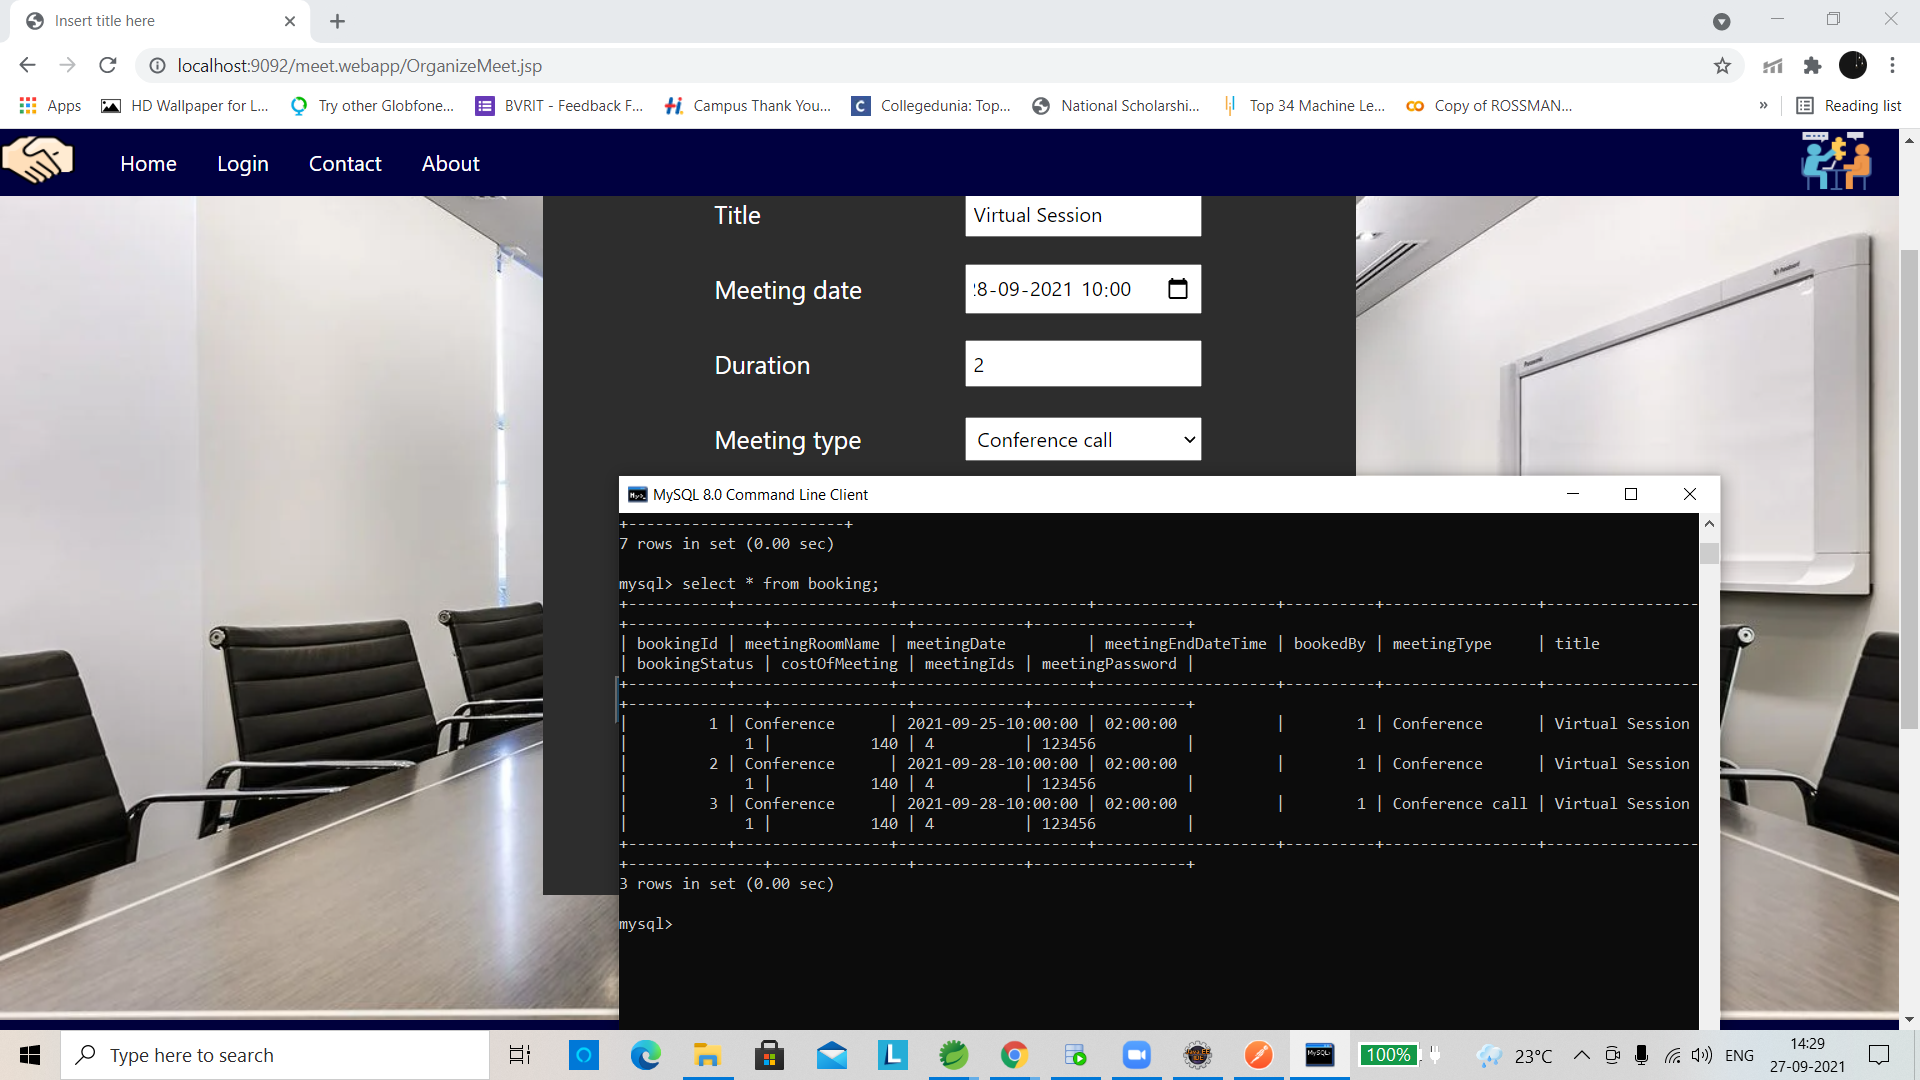 Insert title here
localhost:9092/meet.webapp/OrganizeMeet.jsp
Apps HD Wallpaper for L... Try other Globfone... BVRIT - Feedback F... Campus Thank You... Collegedunia: Top... National Scholarshi... Top 34 Machine Le... Copy of ROSSMAN... » Reading list
Home Login Contact About
Title Virtual Session
Meeting date 28-09-2021 10:00
Duration 2
Meeting type Conference call
MySQL 8.0 Command Line Client
+------------------------+
7 rows in set (0.00 sec)
mysql> select * from booking;
+-----------+-----------------+---------------------+--------------------+----------+-----------------+-----------------
+---------------+---------------+------------+-----------------+
| bookingId | meetingRoomName | meetingDate         | meetingEndDateTime | bookedBy | meetingType     | title
| bookingStatus | costOfMeeting | meetingIds | meetingPassword |
+-----------+-----------------+---------------------+--------------------+----------+-----------------+-----------------
+---------------+---------------+------------+-----------------+
|         1 | Conference      | 2021-09-25-10:00:00 | 02:00:00           |        1 | Conference      | Virtual Session
|             1 |           140 | 4          | 123456          |
|         2 | Conference      | 2021-09-28-10:00:00 | 02:00:00           |        1 | Conference      | Virtual Session
|             1 |           140 | 4          | 123456          |
|         3 | Conference      | 2021-09-28-10:00:00 | 02:00:00           |        1 | Conference call | Virtual Session
|             1 |           140 | 4          | 123456          |
+-----------+-----------------+---------------------+--------------------+----------+-----------------+-----------------
+---------------+---------------+------------+-----------------+
3 rows in set (0.00 sec)
mysql>
Type here to search 100% 23°C ENG 14:29
27-09-2021